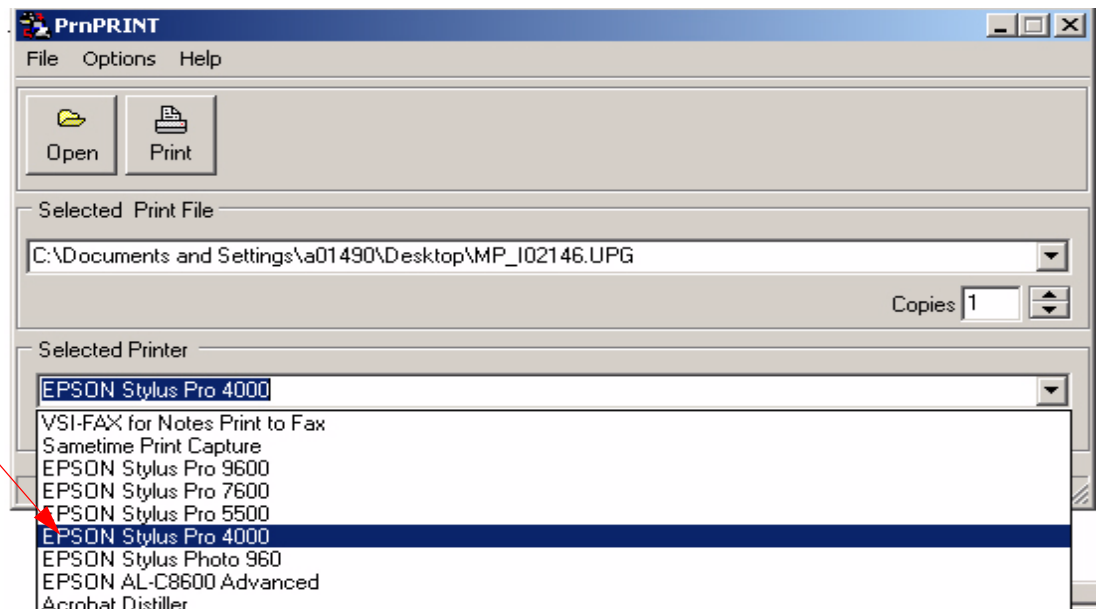 PrnPRINT
File Options Help
Open Print
Selected Print File
C:\Documents and Settings\a01490\Desktop\MP_I02146.UPG
Copies 1
Selected Printer
EPSON Stylus Pro 4000
VSI-FAX for Notes Print to Fax
Sametime Print Capture
EPSON Stylus Pro 9600
EPSON Stylus Pro 7600
EPSON Stylus Pro 5500
EPSON Stylus Pro 4000
EPSON Stylus Photo 960
EPSON AL-C8600 Advanced
Acrobat Distiller